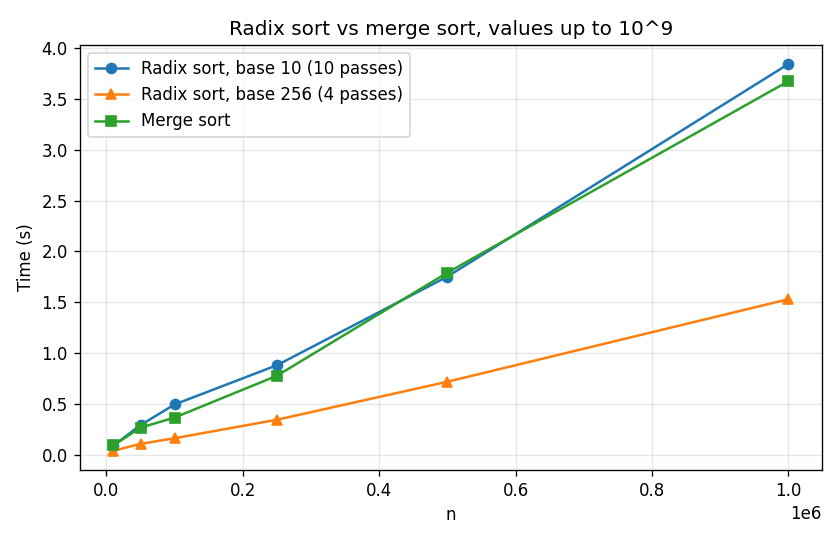 Radix sort vs merge sort, values up to 10^9
Radix sort, base 10 (10 passes)
Radix sort, base 256 (4 passes)
Merge sort
Time (s)
4.0
3.5
3.0
2.5
2.0
1.5
1.0
0.5
0.0
0.0 0.2 0.4 0.6 0.8 1.0
1e6
n